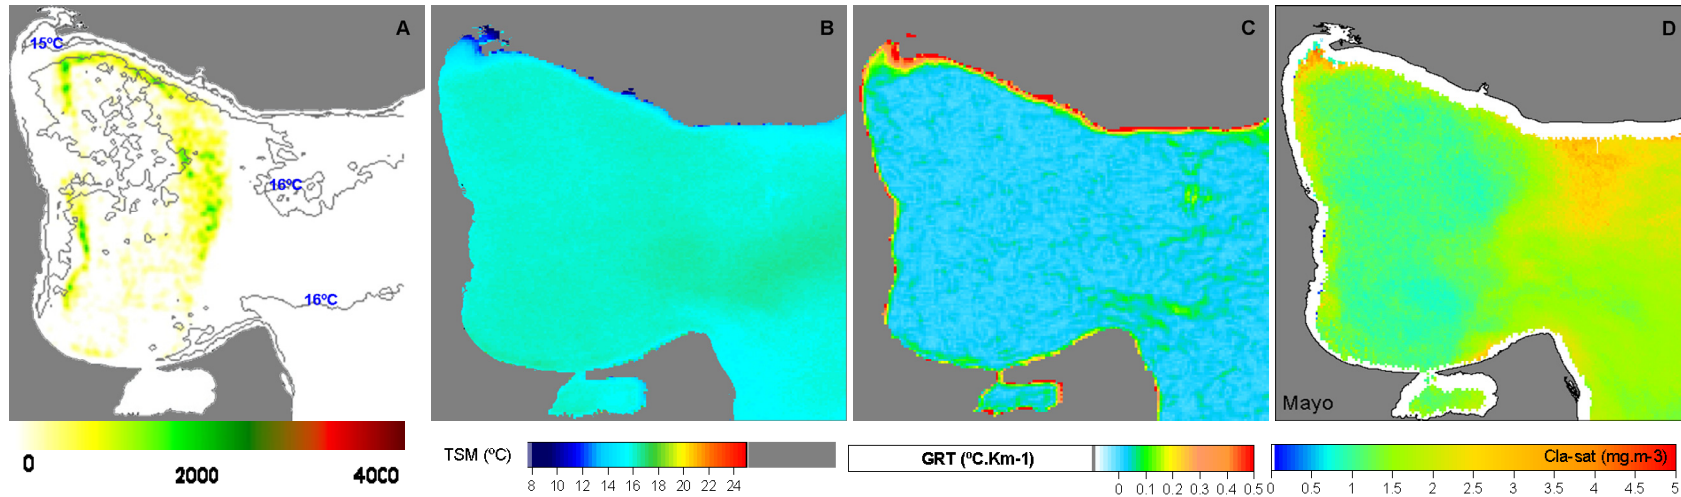 A
B
C
D
15ºC
16ºC
16ºC
Mayo
0
2000
4000
TSM (ºC)
8 10 12 14 16 18 20 22 24
GRT (ºC.Km-1)
0 0.1 0.2 0.3 0.4 0.5
Cla-sat (mg.m-3)
0 0.5 1 1.5 2 2.5 3 3.5 4 4.5 5